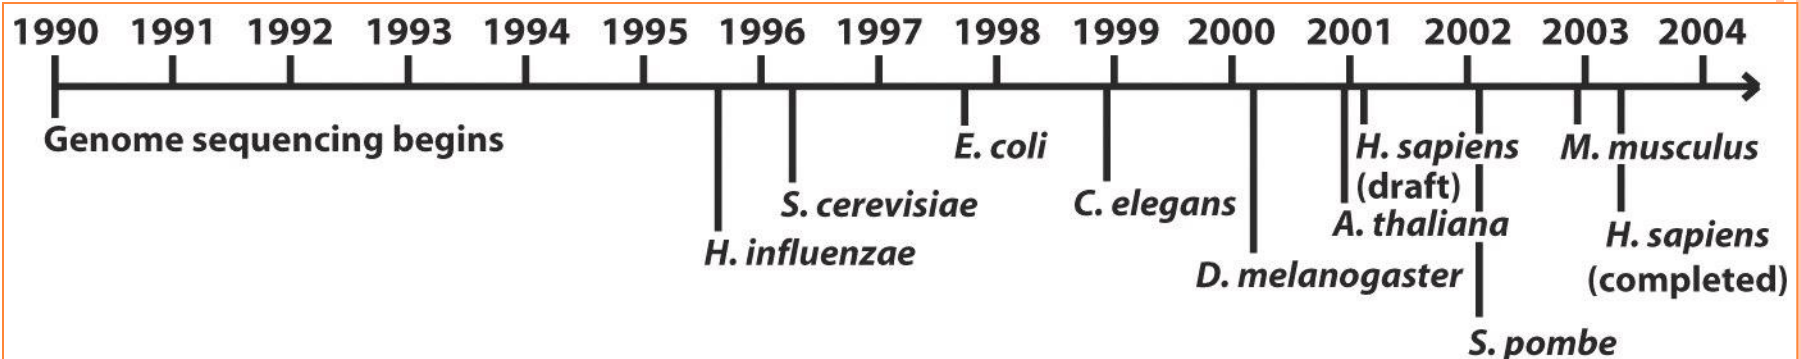 1990 1991 1992 1993 1994 1995 1996 1997 1998 1999 2000 2001 2002 2003 2004
Genome sequencing begins
H. influenzae
S. cerevisiae
E. coli
C. elegans
D. melanogaster
A. thaliana
H. sapiens
(draft)
S. pombe
M. musculus
H. sapiens
(completed)